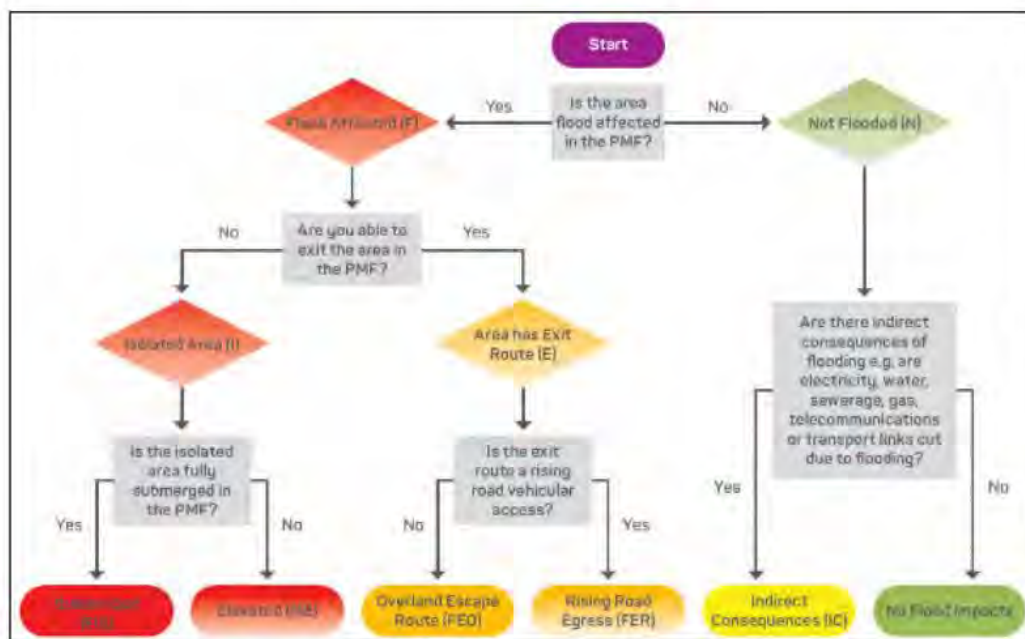 Start
Yes
Is the area
flood affected
in the PMF?
No
Not Flooded (N)
No
Are you able to
exit the area in
the PMF?
Yes
Isolated Area (I)
Area has Exit
Route (E)
Are there indirect
consequences of
flooding e.g. are
electricity, water,
sewerage, gas,
telecommunications
or transport links cut
due to flooding?
Is the isolated
area fully
submerged in
the PMF?
Is the exit
route a rising
road vehicular
access?
Yes
No
No
Yes
Yes
No
Overland Escape
Route (FEO)
Rising Road
Egress (FER)
Indirect
Consequences (IC)
No Flood Impacts